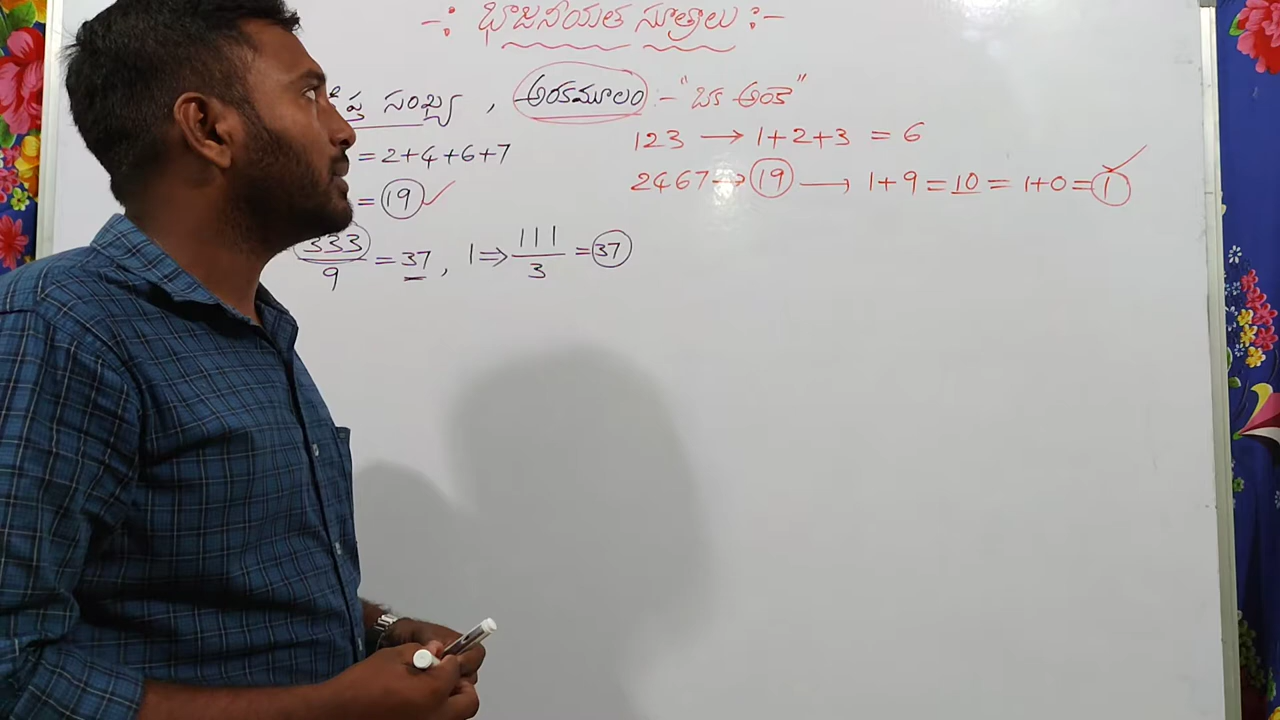 -: భాజనీయత సూత్రాలు :-
ప్త సంఖ్య , అంకమూలం :- "ఒక అంకె"
= 2+4+6+7
= 19 ✓
333/9 = 37 , 1 ⇒ 111/3 = 37
123 → 1+2+3 = 6
2467 → 19 → 1+9 = 10 = 1+0 = 1 ✓